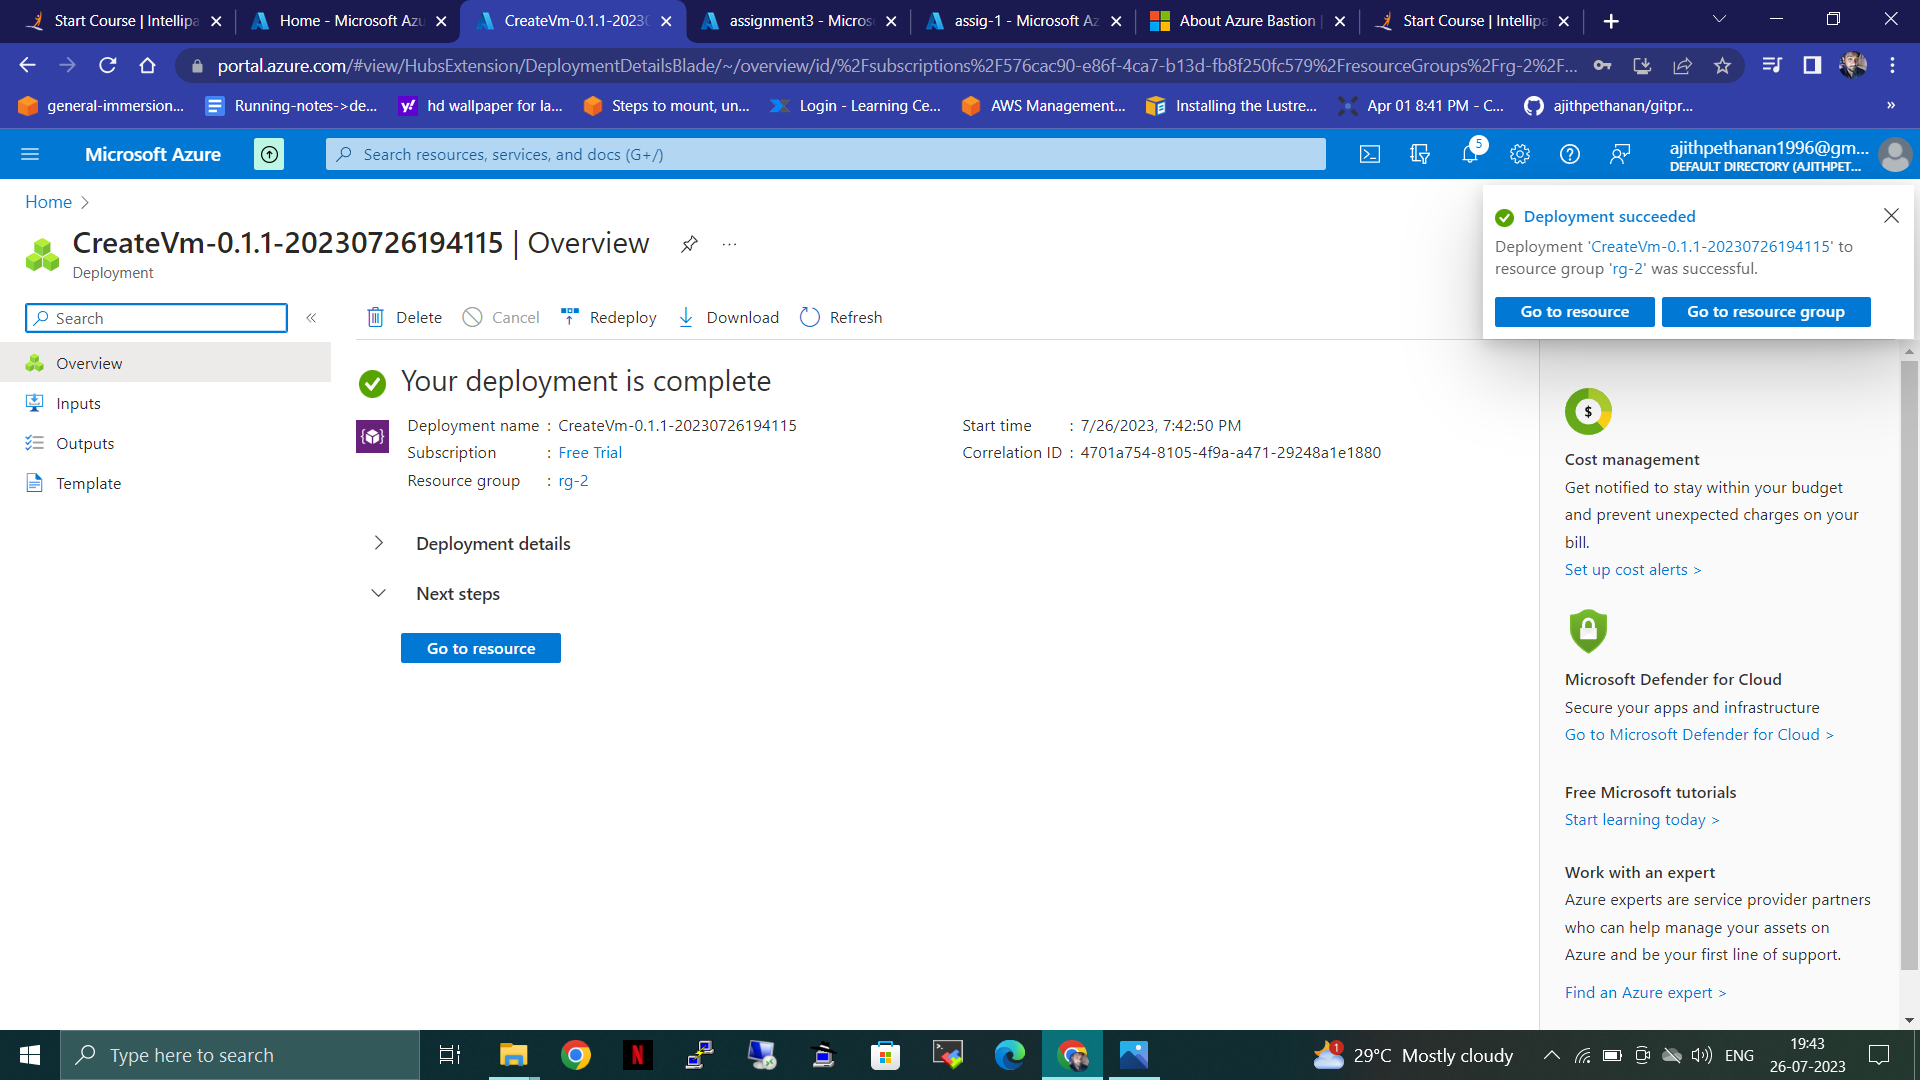 Start Course | Intellipa
Home - Microsoft Azu
CreateVm-0.1.1-20230
assignment3 - Micros
assig-1 - Microsoft Az
About Azure Bastion |
Start Course | Intellipa
portal.azure.com/#view/HubsExtension/DeploymentDetailsBlade/~/overview/id/%2Fsubscriptions%2F576cac90-e86f-4ca7-b13d-fb8f250fc579%2FresourceGroups%2Frg-2%2F...
general-immersion...
Running-notes->de...
hd wallpaper for la...
Steps to mount, un...
Login - Learning Ce...
AWS Management...
Installing the Lustre...
Apr 01 8:41 PM - C...
ajithpethanan/gitpr...
»
Microsoft Azure
Search resources, services, and docs (G+/)
5
ajithpethanan1996@gm...
DEFAULT DIRECTORY (AJITHPET...
Home >
CreateVm-0.1.1-20230726194115 | Overview
...
Deployment
Deployment succeeded
Deployment 'CreateVm-0.1.1-20230726194115' to
resource group 'rg-2' was successful.
Go to resource
Go to resource group
Search
«
Delete
Cancel
Redeploy
Download
Refresh
Overview
Inputs
Outputs
Template
Your deployment is complete
Deployment name : CreateVm-0.1.1-20230726194115
Subscription : Free Trial
Resource group : rg-2
Start time : 7/26/2023, 7:42:50 PM
Correlation ID : 4701a754-8105-4f9a-a471-29248a1e1880
Deployment details
Next steps
Go to resource
$
Cost management
Get notified to stay within your budget
and prevent unexpected charges on your
bill.
Set up cost alerts >
Microsoft Defender for Cloud
Secure your apps and infrastructure
Go to Microsoft Defender for Cloud >
Free Microsoft tutorials
Start learning today >
Work with an expert
Azure experts are service provider partners
who can help manage your assets on
Azure and be your first line of support.
Find an Azure expert >
Type here to search
N
1
29°C Mostly cloudy
ENG
19:43
26-07-2023